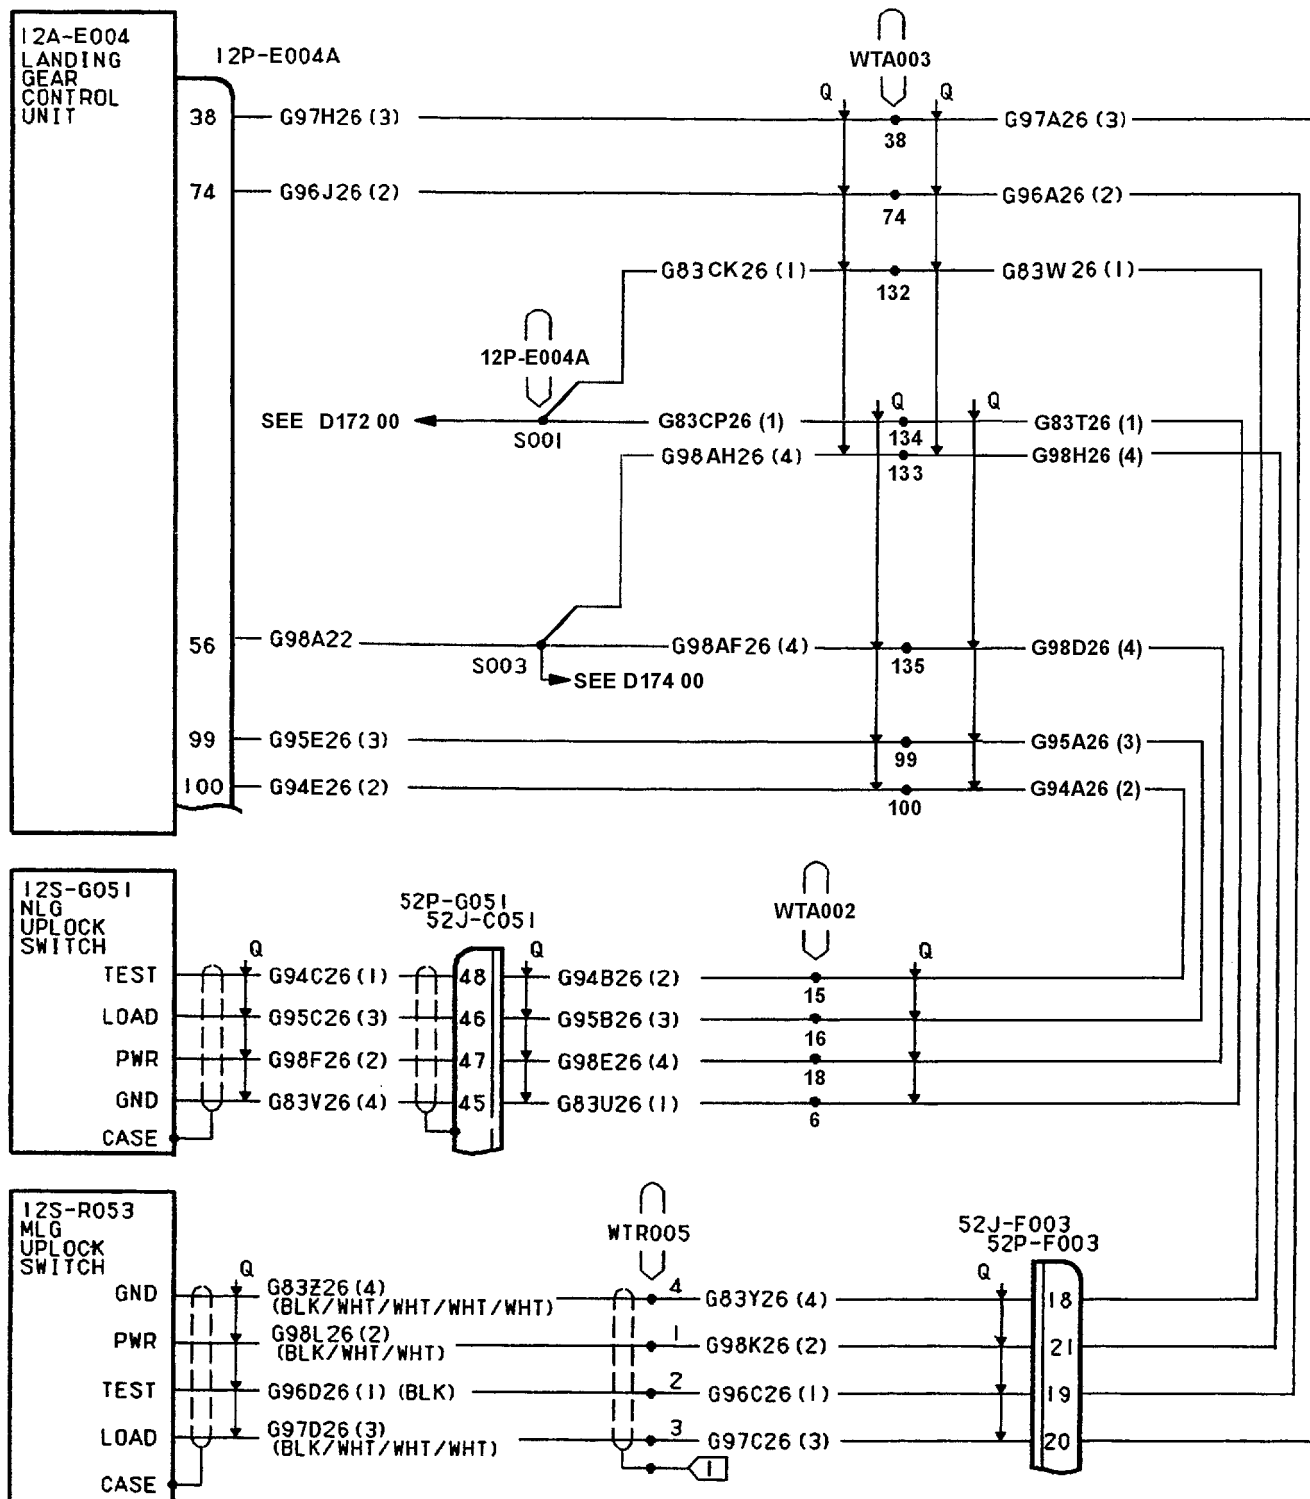 12A-E004
LANDING
GEAR
CONTROL
UNIT
12P-E004A
WTA003
Q
Q
38
G97H26 (3)
38
G97A26 (3)
74
G96J26 (2)
74
G96A26 (2)
G83CK26 (1)
132
G83W26 (1)
12P-E004A
SEE D172 00
S001
G83CP26 (1)
Q
134
Q
G83T26 (1)
G98AH26 (4)
133
G98H26 (4)
56
G98A22
S003
G98AF26 (4)
135
G98D26 (4)
SEE D174 00
99
G95E26 (3)
99
G95A26 (3)
100
G94E26 (2)
100
G94A26 (2)
12S-G051
NLG
UPLOCK
SWITCH
52P-G051
52J-C051
WTA002
Q
Q
Q
TEST
G94C26 (1)
48
G94B26 (2)
15
LOAD
G95C26 (3)
46
G95B26 (3)
16
PWR
G98F26 (2)
47
G98E26 (4)
18
GND
G83V26 (4)
45
G83U26 (1)
6
CASE
12S-R053
MLG
UPLOCK
SWITCH
WTR005
52J-F003
52P-F003
Q
Q
GND
G83Z26 (4)
(BLK/WHT/WHT/WHT/WHT)
4
G83Y26 (4)
18
PWR
G98L26 (2)
(BLK/WHT/WHT)
1
G98K26 (2)
21
TEST
G96D26 (1) (BLK)
2
G96C26 (1)
19
LOAD
G97D26 (3)
(BLK/WHT/WHT/WHT)
3
G97C26 (3)
20
CASE
1